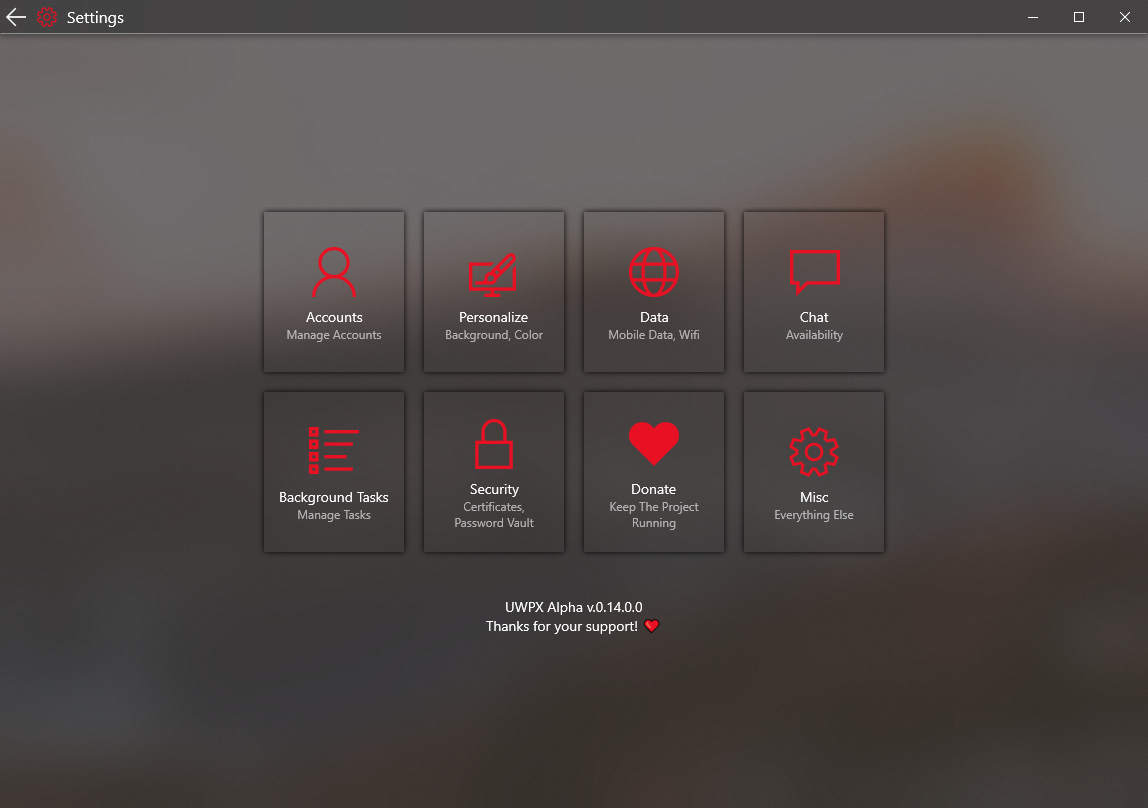 Settings
Accounts
Manage Accounts
Personalize
Background, Color
Data
Mobile Data, Wifi
Chat
Availability
Background Tasks
Manage Tasks
Security
Certificates,
Password Vault
Donate
Keep The Project
Running
Misc
Everything Else
UWPX Alpha v.0.14.0.0
Thanks for your support! ❤️